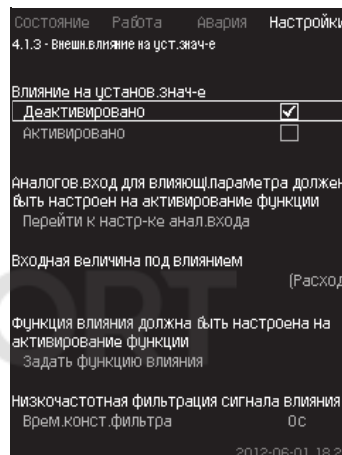 Состояние Работа Авария Настройки
4.1.3 - Внешн.влияние на уст.знач-е
Влияние на установ.знач-е
Деактивировано
Активировано
Аналогов.вход для влияющ.параметра должен
быть настроен на активирование функции
Перейти к настр-ке анал.входа
Входная величина под влиянием
(Расход
Функция влияния должна быть настроена на
активирование функции
Задать функцию влияния
Низкочастотная фильтрация сигнала влияния
Врем.конст.фильтра 0с
2012-06-01 18:2